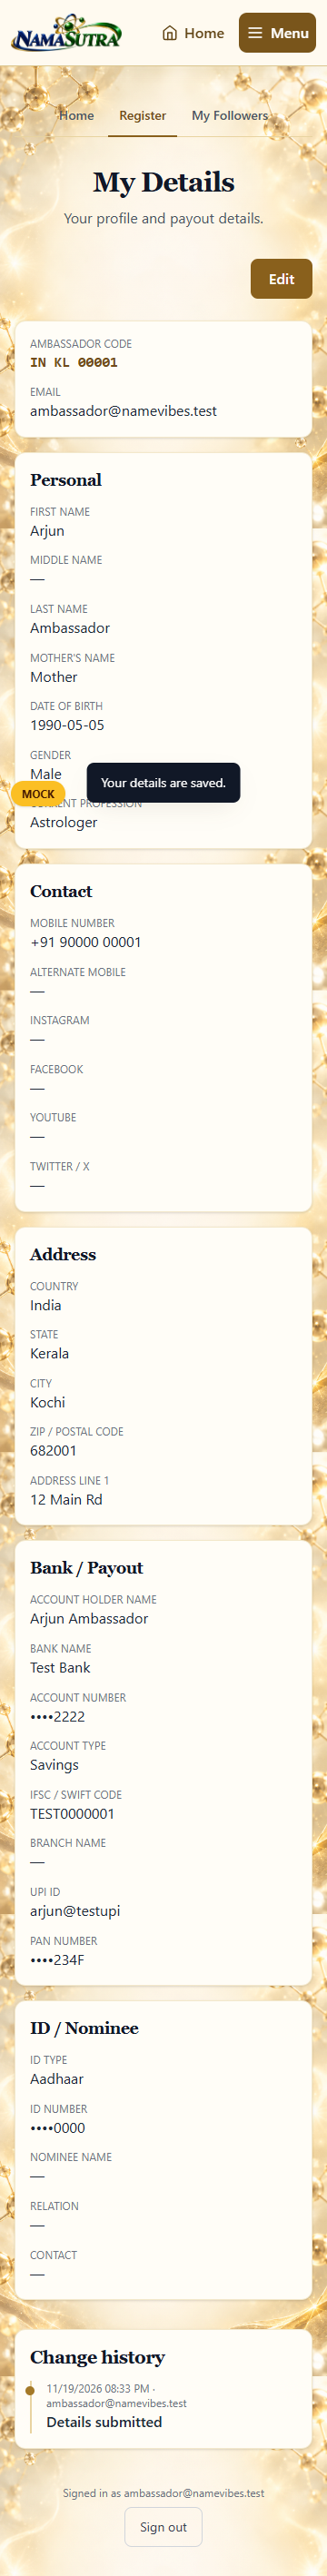 NAMASUTRA
Home
Menu
Home
Register
My Followers
My Details
Your profile and payout details.
Edit
AMBASSADOR CODE
IN KL 00001
EMAIL
ambassador@namevibes.test
Personal
FIRST NAME
Arjun
MIDDLE NAME
—
LAST NAME
Ambassador
MOTHER'S NAME
Mother
DATE OF BIRTH
1990-05-05
GENDER
Male
Your details are saved.
MOCK
PROFESSION
Astrologer
Contact
MOBILE NUMBER
+91 90000 00001
ALTERNATE MOBILE
—
INSTAGRAM
—
FACEBOOK
—
YOUTUBE
—
TWITTER / X
—
Address
COUNTRY
India
STATE
Kerala
CITY
Kochi
ZIP / POSTAL CODE
682001
ADDRESS LINE 1
12 Main Rd
Bank / Payout
ACCOUNT HOLDER NAME
Arjun Ambassador
BANK NAME
Test Bank
ACCOUNT NUMBER
••••2222
ACCOUNT TYPE
Savings
IFSC / SWIFT CODE
TEST0000001
BRANCH NAME
—
UPI ID
arjun@testupi
PAN NUMBER
••••234F
ID / Nominee
ID TYPE
Aadhaar
ID NUMBER
••••0000
NOMINEE NAME
—
RELATION
—
CONTACT
—
Change history
11/19/2026 08:33 PM ·
ambassador@namevibes.test
Details submitted
Signed in as ambassador@namevibes.test
Sign out